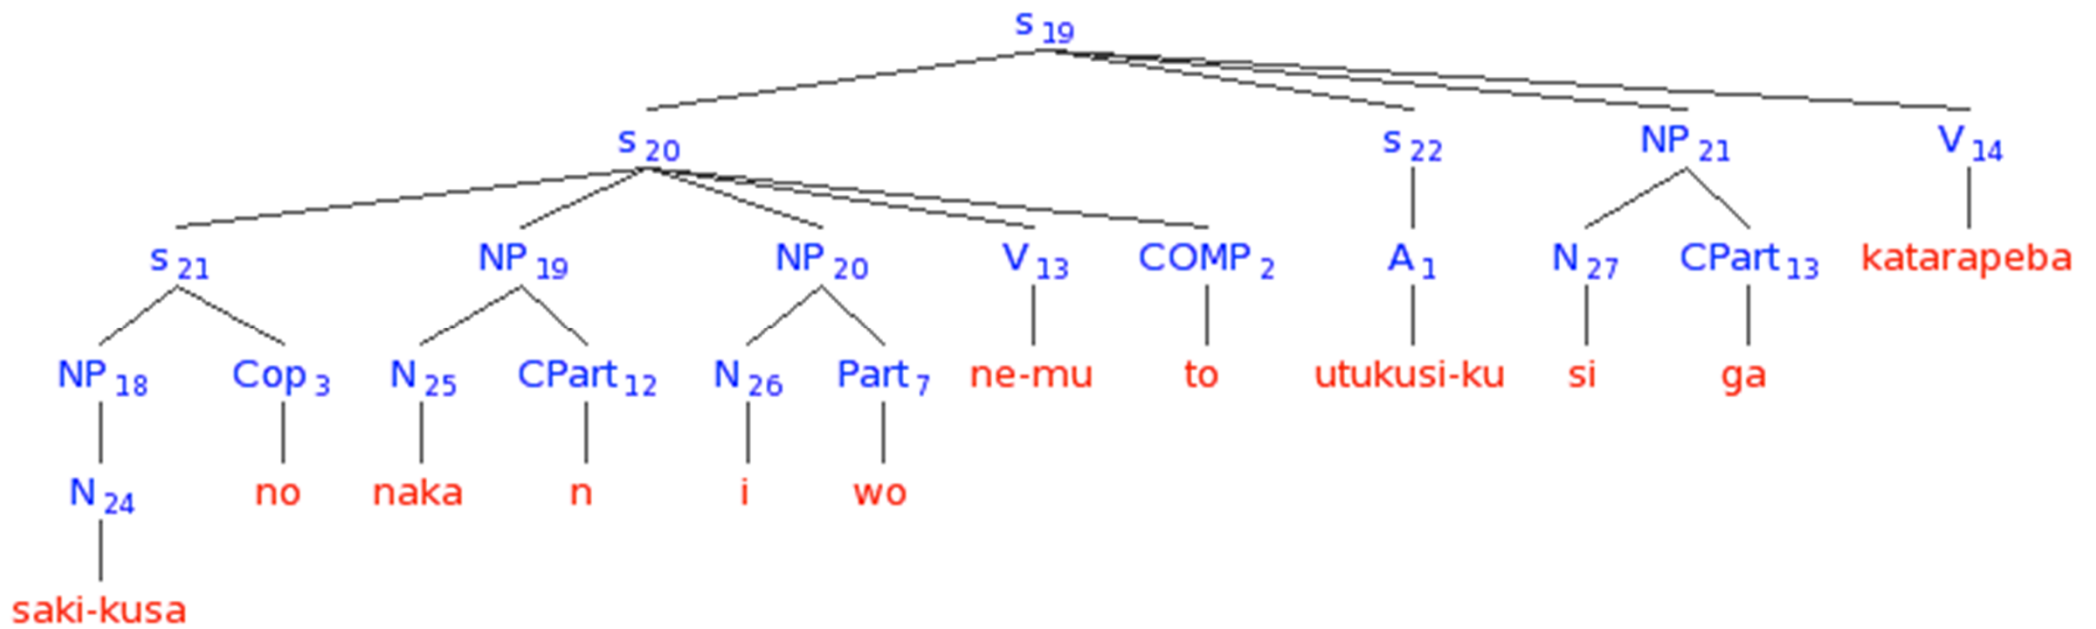 s 19
s 20 s 22 NP 21 V 14
s 21 NP 19 NP 20 V 13 COMP 2 A 1 N 27 CPart 13 katarapeba
NP 18 Cop 3 N 25 CPart 12 N 26 Part 7 ne-mu to utukusi-ku si ga
N 24 no naka n i wo
saki-kusa